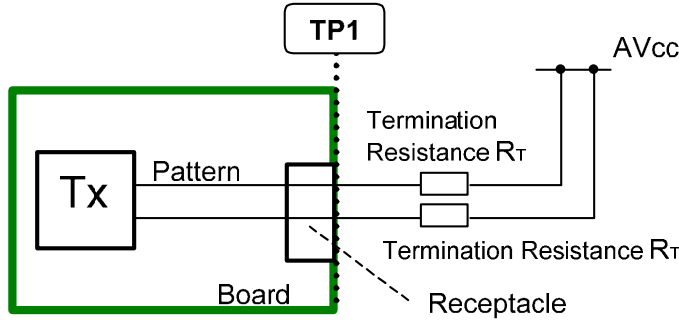 TP1
AVcc
Termination
Resistance RT
Tx
Pattern
Termination Resistance RT
Board
Receptacle